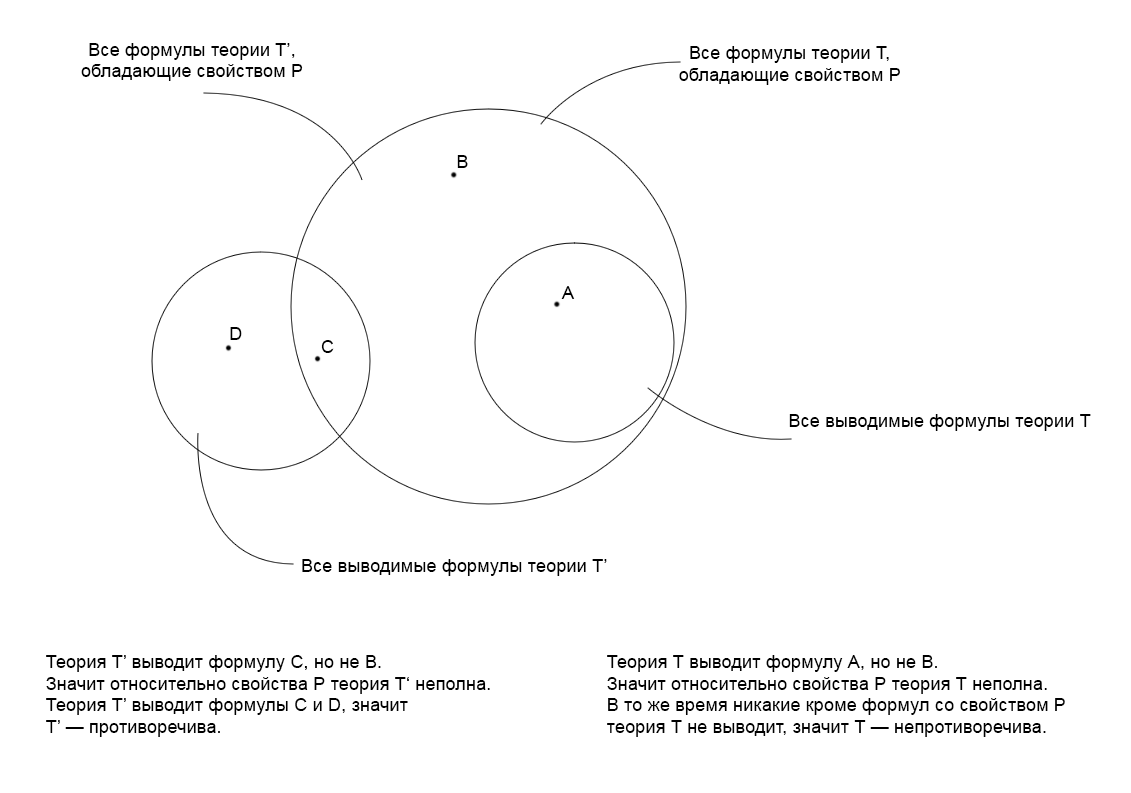 Все формулы теории T’,
обладающие свойством P
Все формулы теории T,
обладающие свойством P
B
A
D
C
Все выводимые формулы теории T
Все выводимые формулы теории T’
Теория T’ выводит формулу C, но не B.
Значит относительно свойства P теория T‘ неполна.
Теория T’ выводит формулы C и D, значит
T’ — противоречива.
Теория T выводит формулу A, но не B.
Значит относительно свойства P теория T неполна.
В то же время никакие кроме формул со свойством P
теория T не выводит, значит T — непротиворечива.